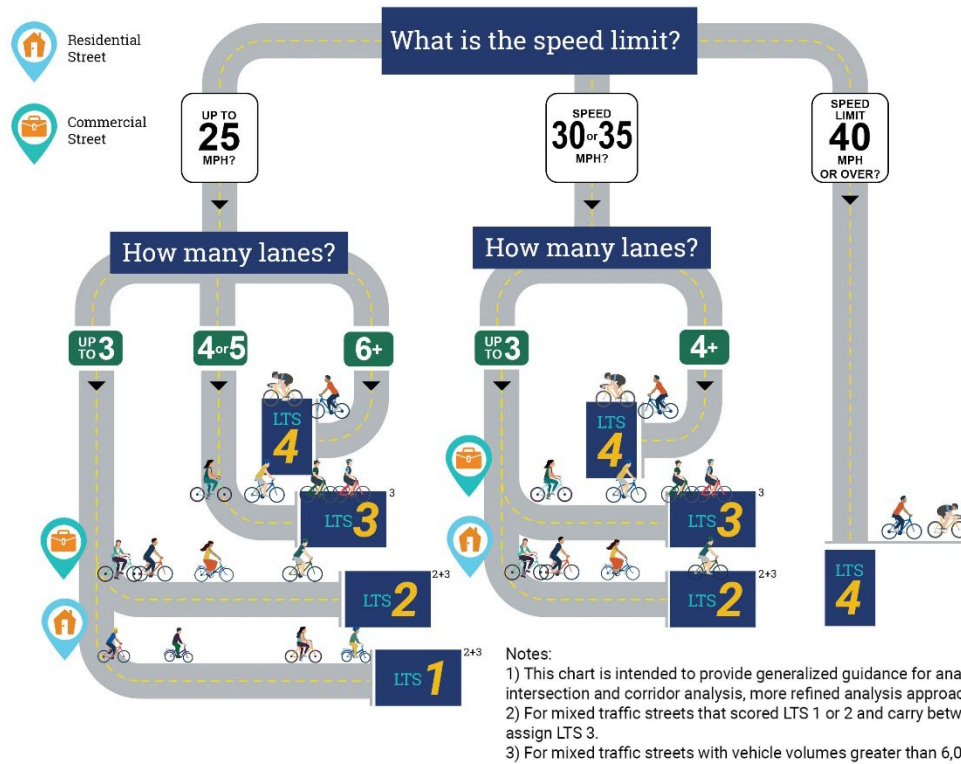 Residential
Street
Commercial
Street
What is the speed limit?
UP TO
25
MPH?
SPEED
30 or 35
MPH?
SPEED
LIMIT
40
MPH
OR OVER?
How many lanes?
How many lanes?
UP TO 3
4 or 5
6+
UP TO 3
4+
LTS
4
LTS
4
LTS 3 3
LTS 3 3
LTS 2 2+3
LTS 2 2+3
LTS
4
LTS 1 2+3
Notes:
1) This chart is intended to provide generalized guidance for ana
intersection and corridor analysis, more refined analysis approac
2) For mixed traffic streets that scored LTS 1 or 2 and carry betw
assign LTS 3.
3) For mixed traffic streets with vehicle volumes greater than 6,0